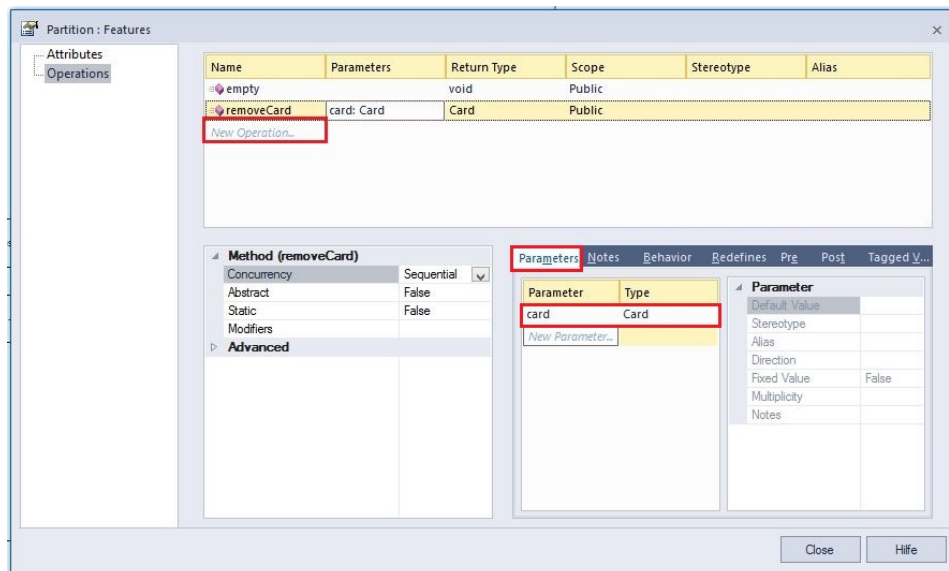 Partition : Features
Attributes
Operations
Name Parameters Return Type Scope Stereotype Alias
empty void Public
removeCard card: Card Card Public
New Operation...
Method (removeCard)
Concurrency Sequential
Abstract False
Static False
Modifiers
Advanced
Parameters Notes Behavior Redefines Pre Post Tagged V...
Parameter Type
card Card
New Parameter...
Parameter
Default Value
Stereotype
Alias
Direction
Fixed Value False
Multiplicity
Notes
Close Hilfe